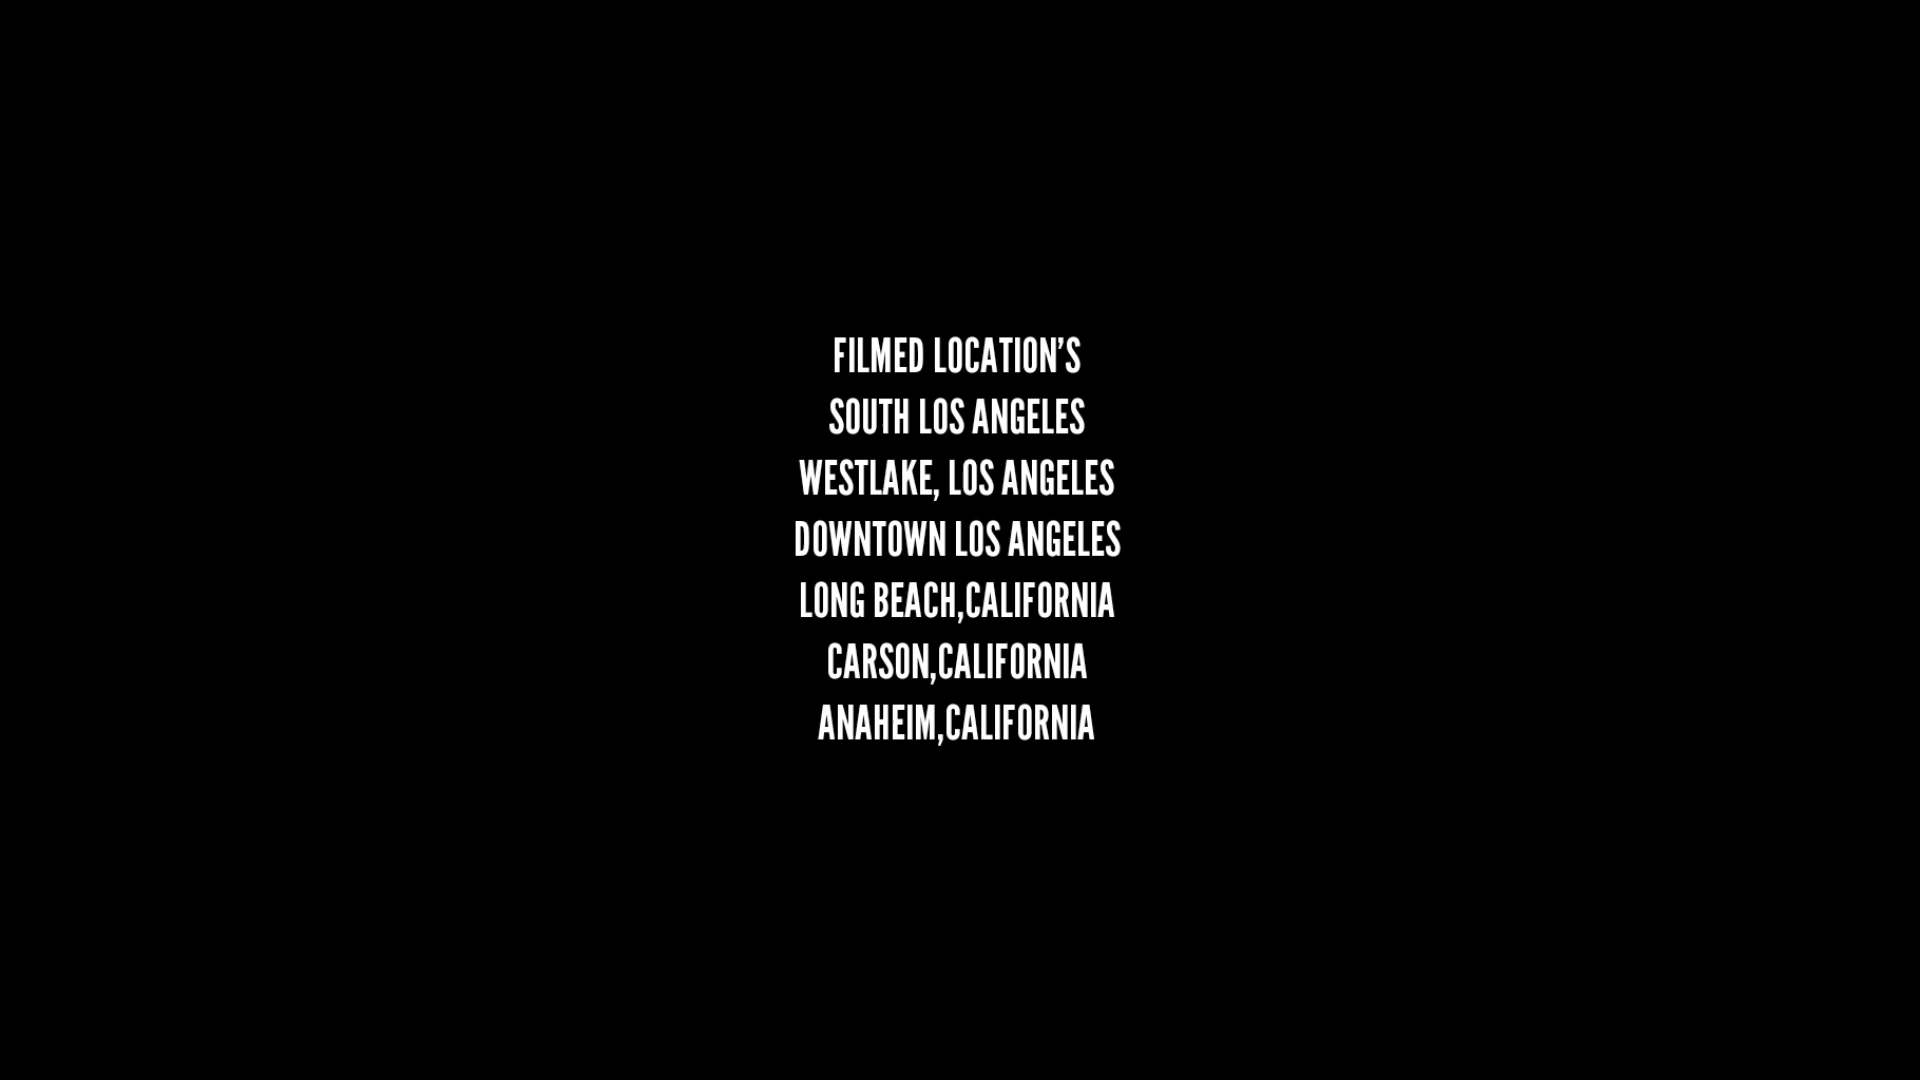 FILMED LOCATION'S
SOUTH LOS ANGELES
WESTLAKE, LOS ANGELES
DOWNTOWN LOS ANGELES
LONG BEACH,CALIFORNIA
CARSON,CALIFORNIA
ANAHEIM,CALIFORNIA